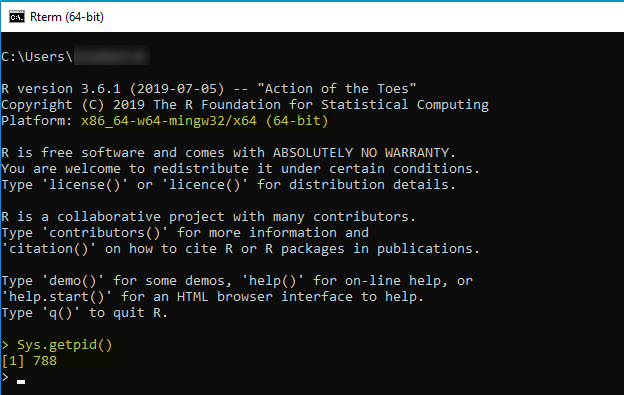 Rterm (64-bit)
C:\Users\
R version 3.6.1 (2019-07-05) -- "Action of the Toes"
Copyright (C) 2019 The R Foundation for Statistical Computing
Platform: x86_64-w64-mingw32/x64 (64-bit)
R is free software and comes with ABSOLUTELY NO WARRANTY.
You are welcome to redistribute it under certain conditions.
Type 'license()' or 'licence()' for distribution details.
R is a collaborative project with many contributors.
Type 'contributors()' for more information and
'citation()' on how to cite R or R packages in publications.
Type 'demo()' for some demos, 'help()' for on-line help, or
'help.start()' for an HTML browser interface to help.
Type 'q()' to quit R.
> Sys.getpid()
[1] 788
>